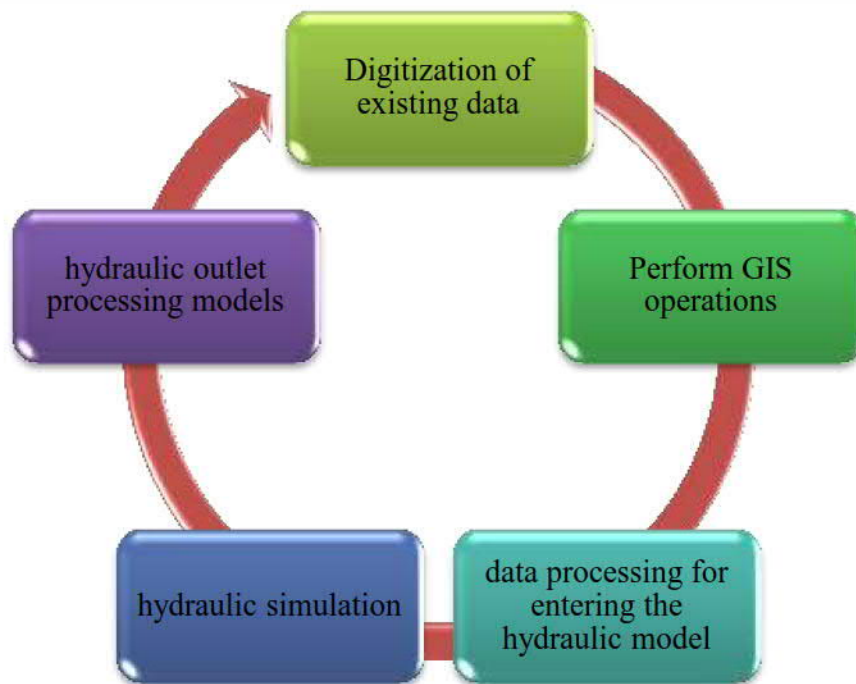 Digitization of
existing data
Perform GIS
operations
data processing for
entering the
hydraulic model
hydraulic simulation
hydraulic outlet
processing models